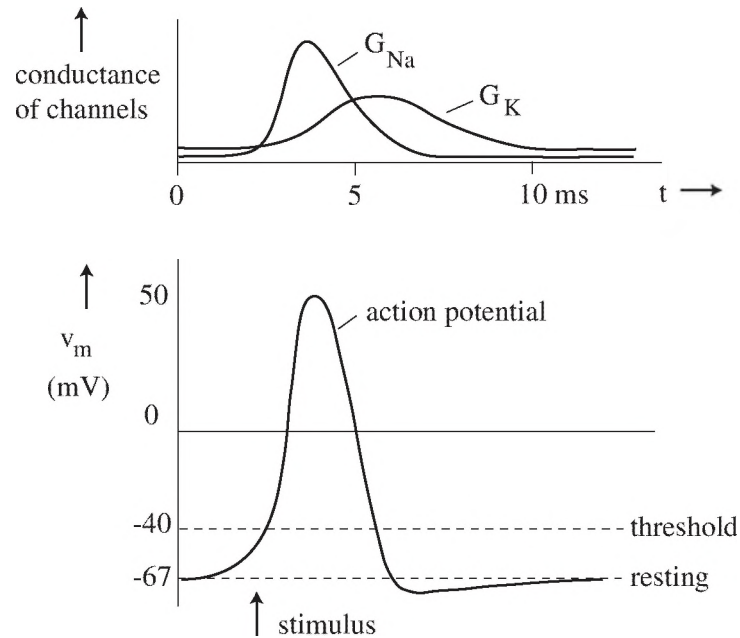 conductance
of channels
G_Na
G_K
0
5
10 ms
t
50
action potential
v_m
(mV)
0
-40
threshold
-67
resting
stimulus